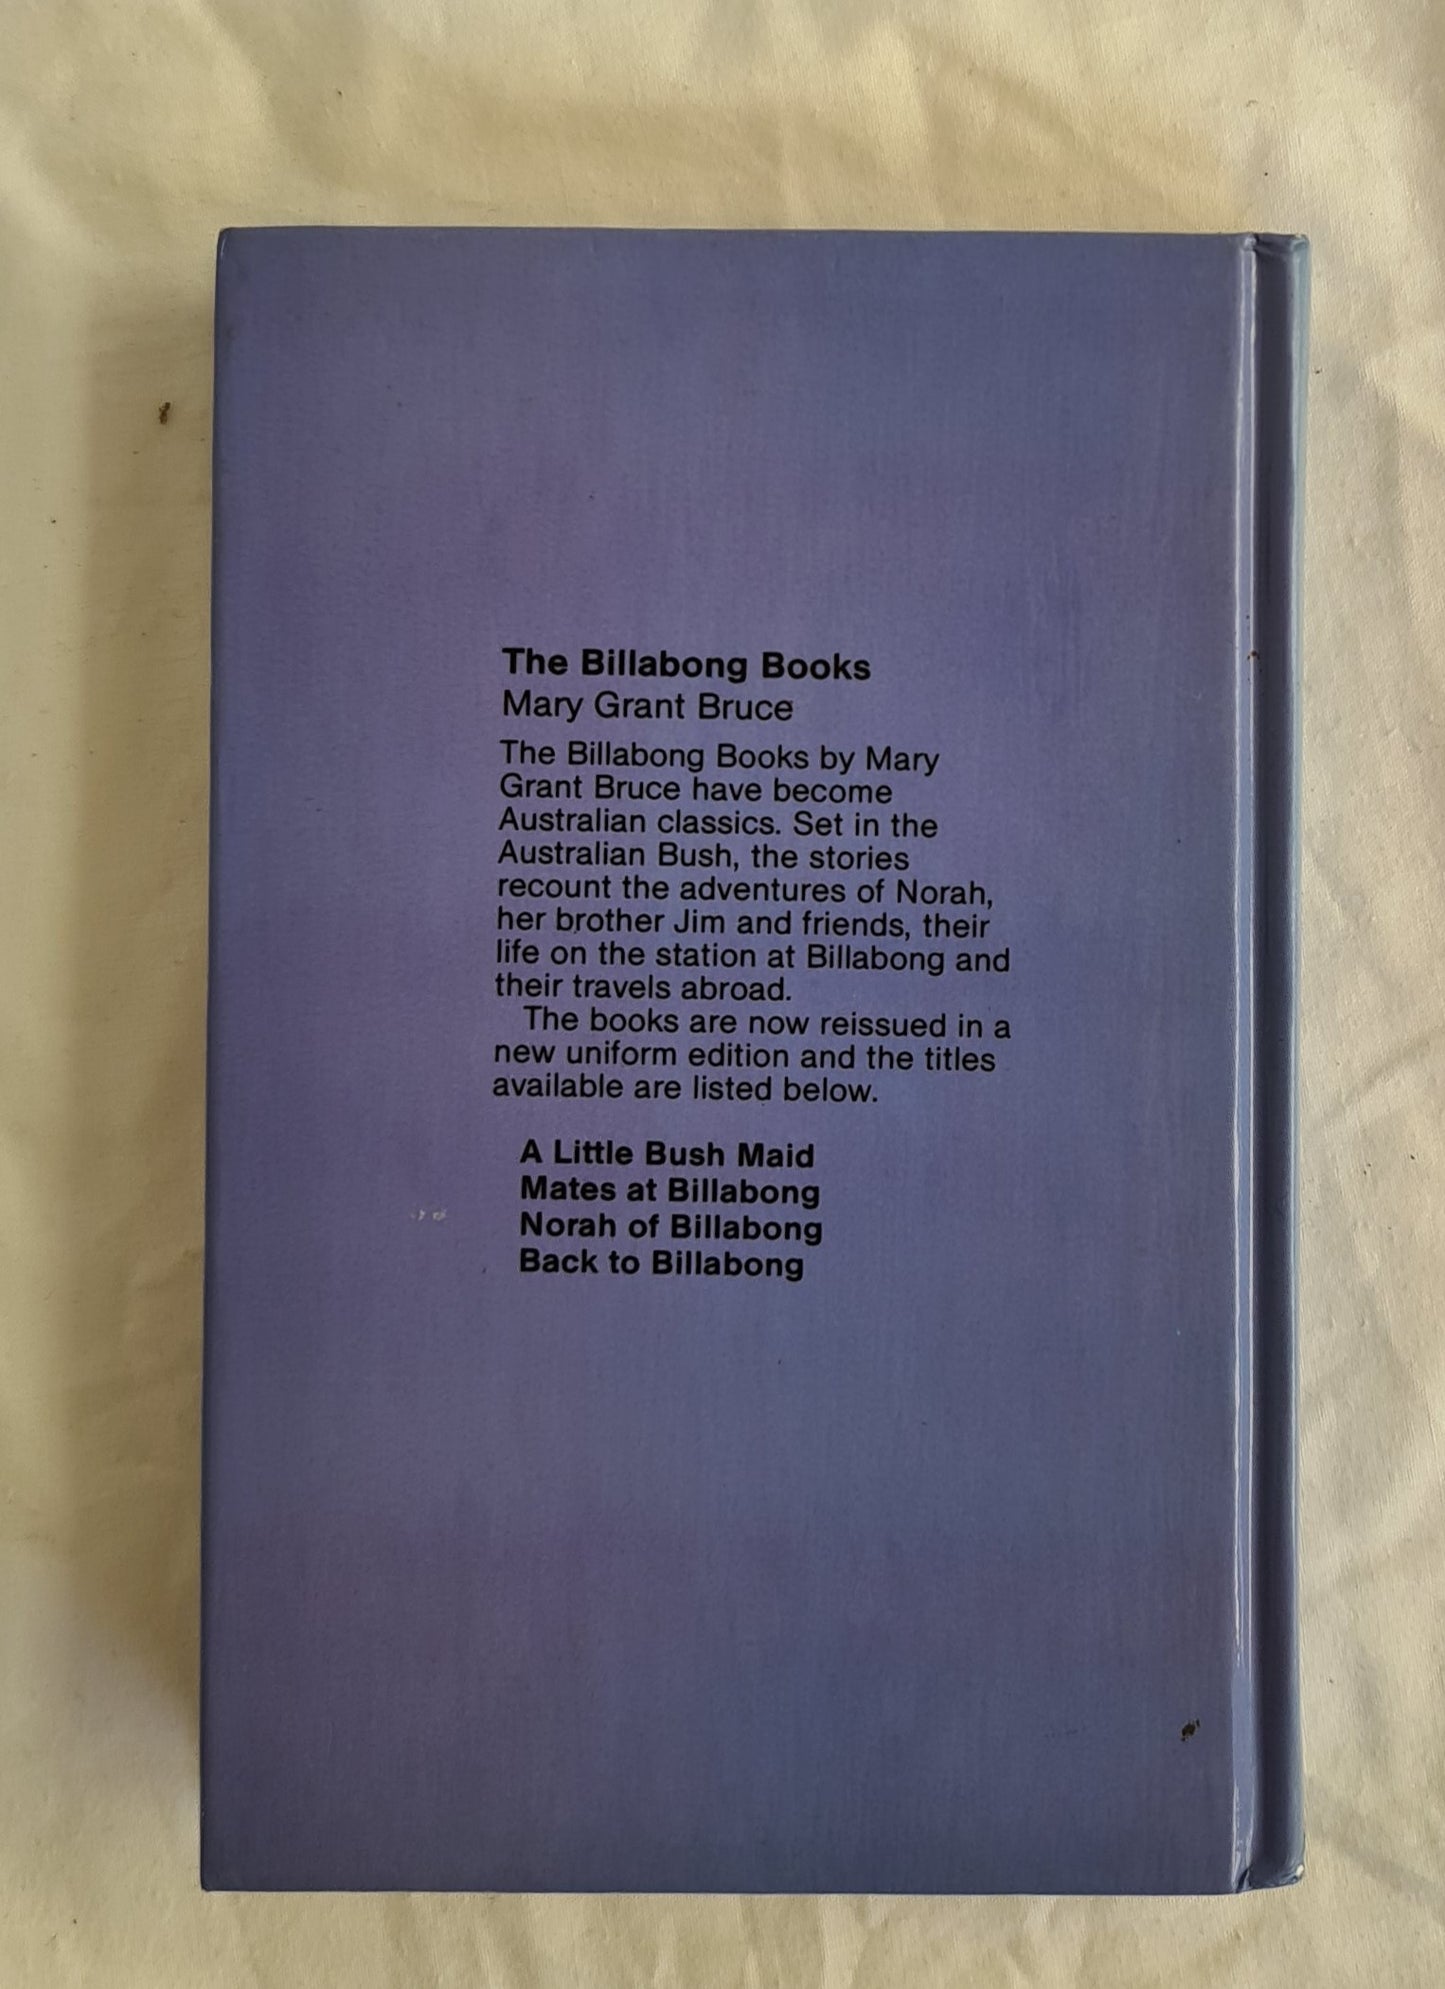 The Billabong Books
Mary Grant Bruce
The Billabong Books by Mary
Grant Bruce have become
Australian classics. Set in the
Australian Bush, the stories
recount the adventures of Norah,
her brother Jim and friends, their
life on the station at Billabong and
their travels abroad.
The books are now reissued in a
new uniform edition and the titles
available are listed below.
A Little Bush Maid
Mates at Billabong
Norah of Billabong
Back to Billabong